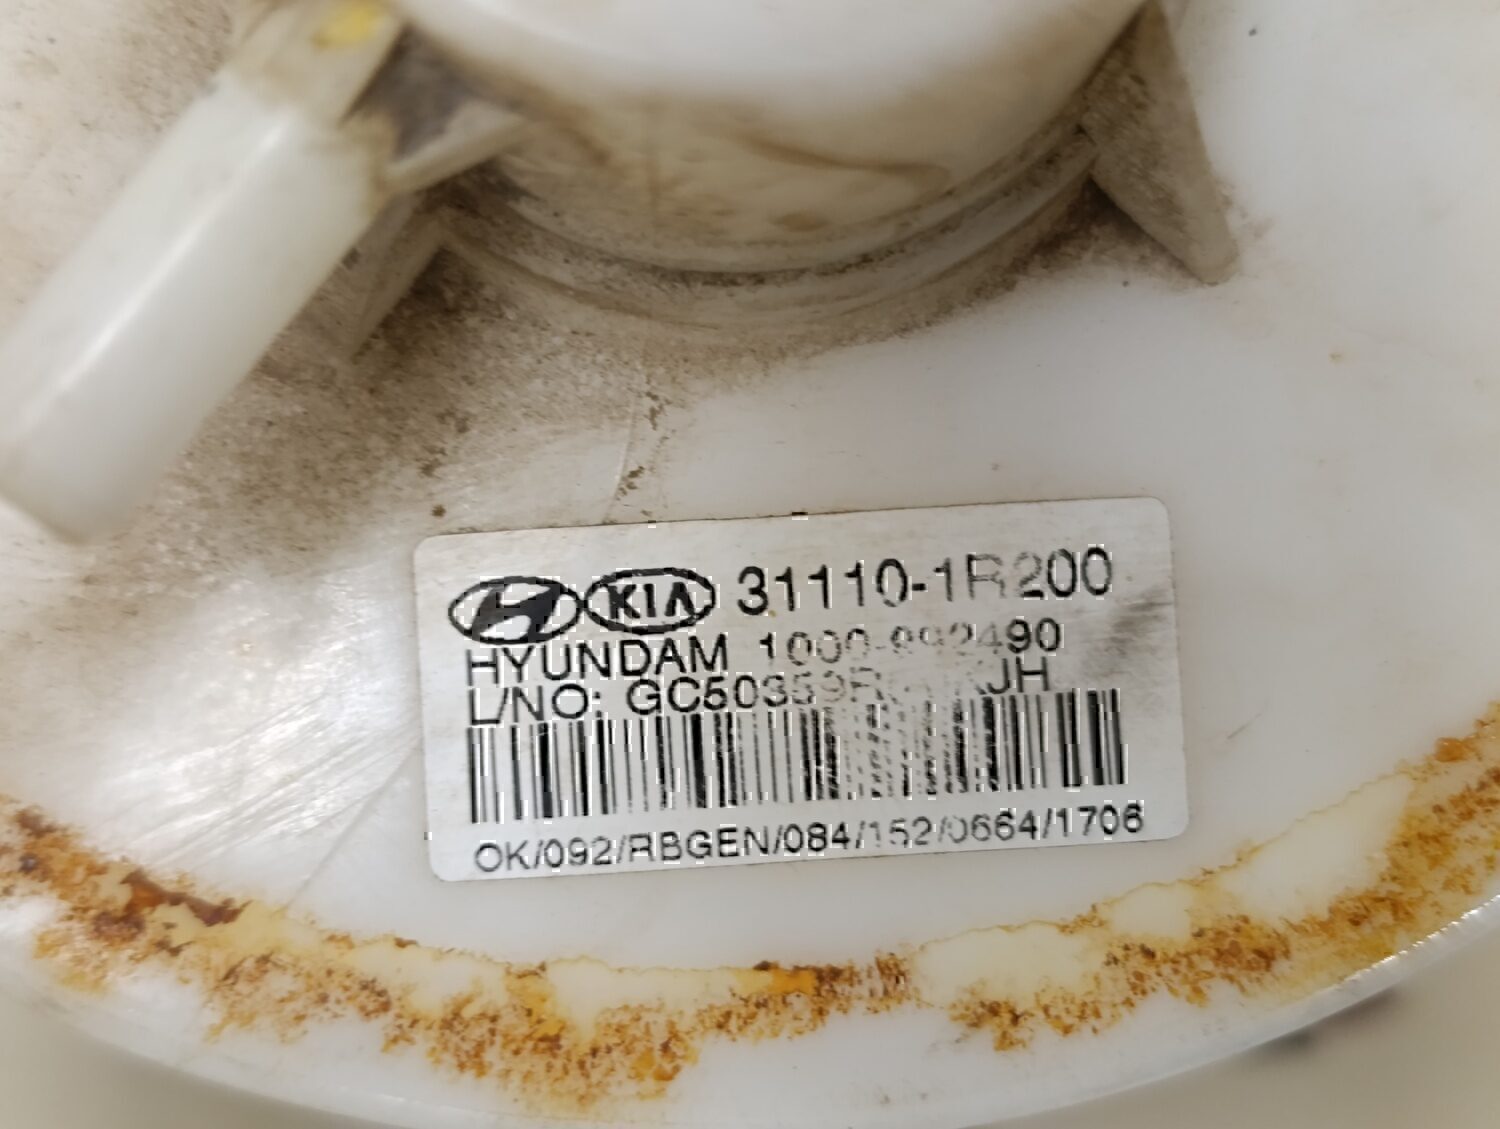 KIA 31110-1R200
HYUNDAM
L/NO:
OK/092/RBGEN/084/152/0664/1706